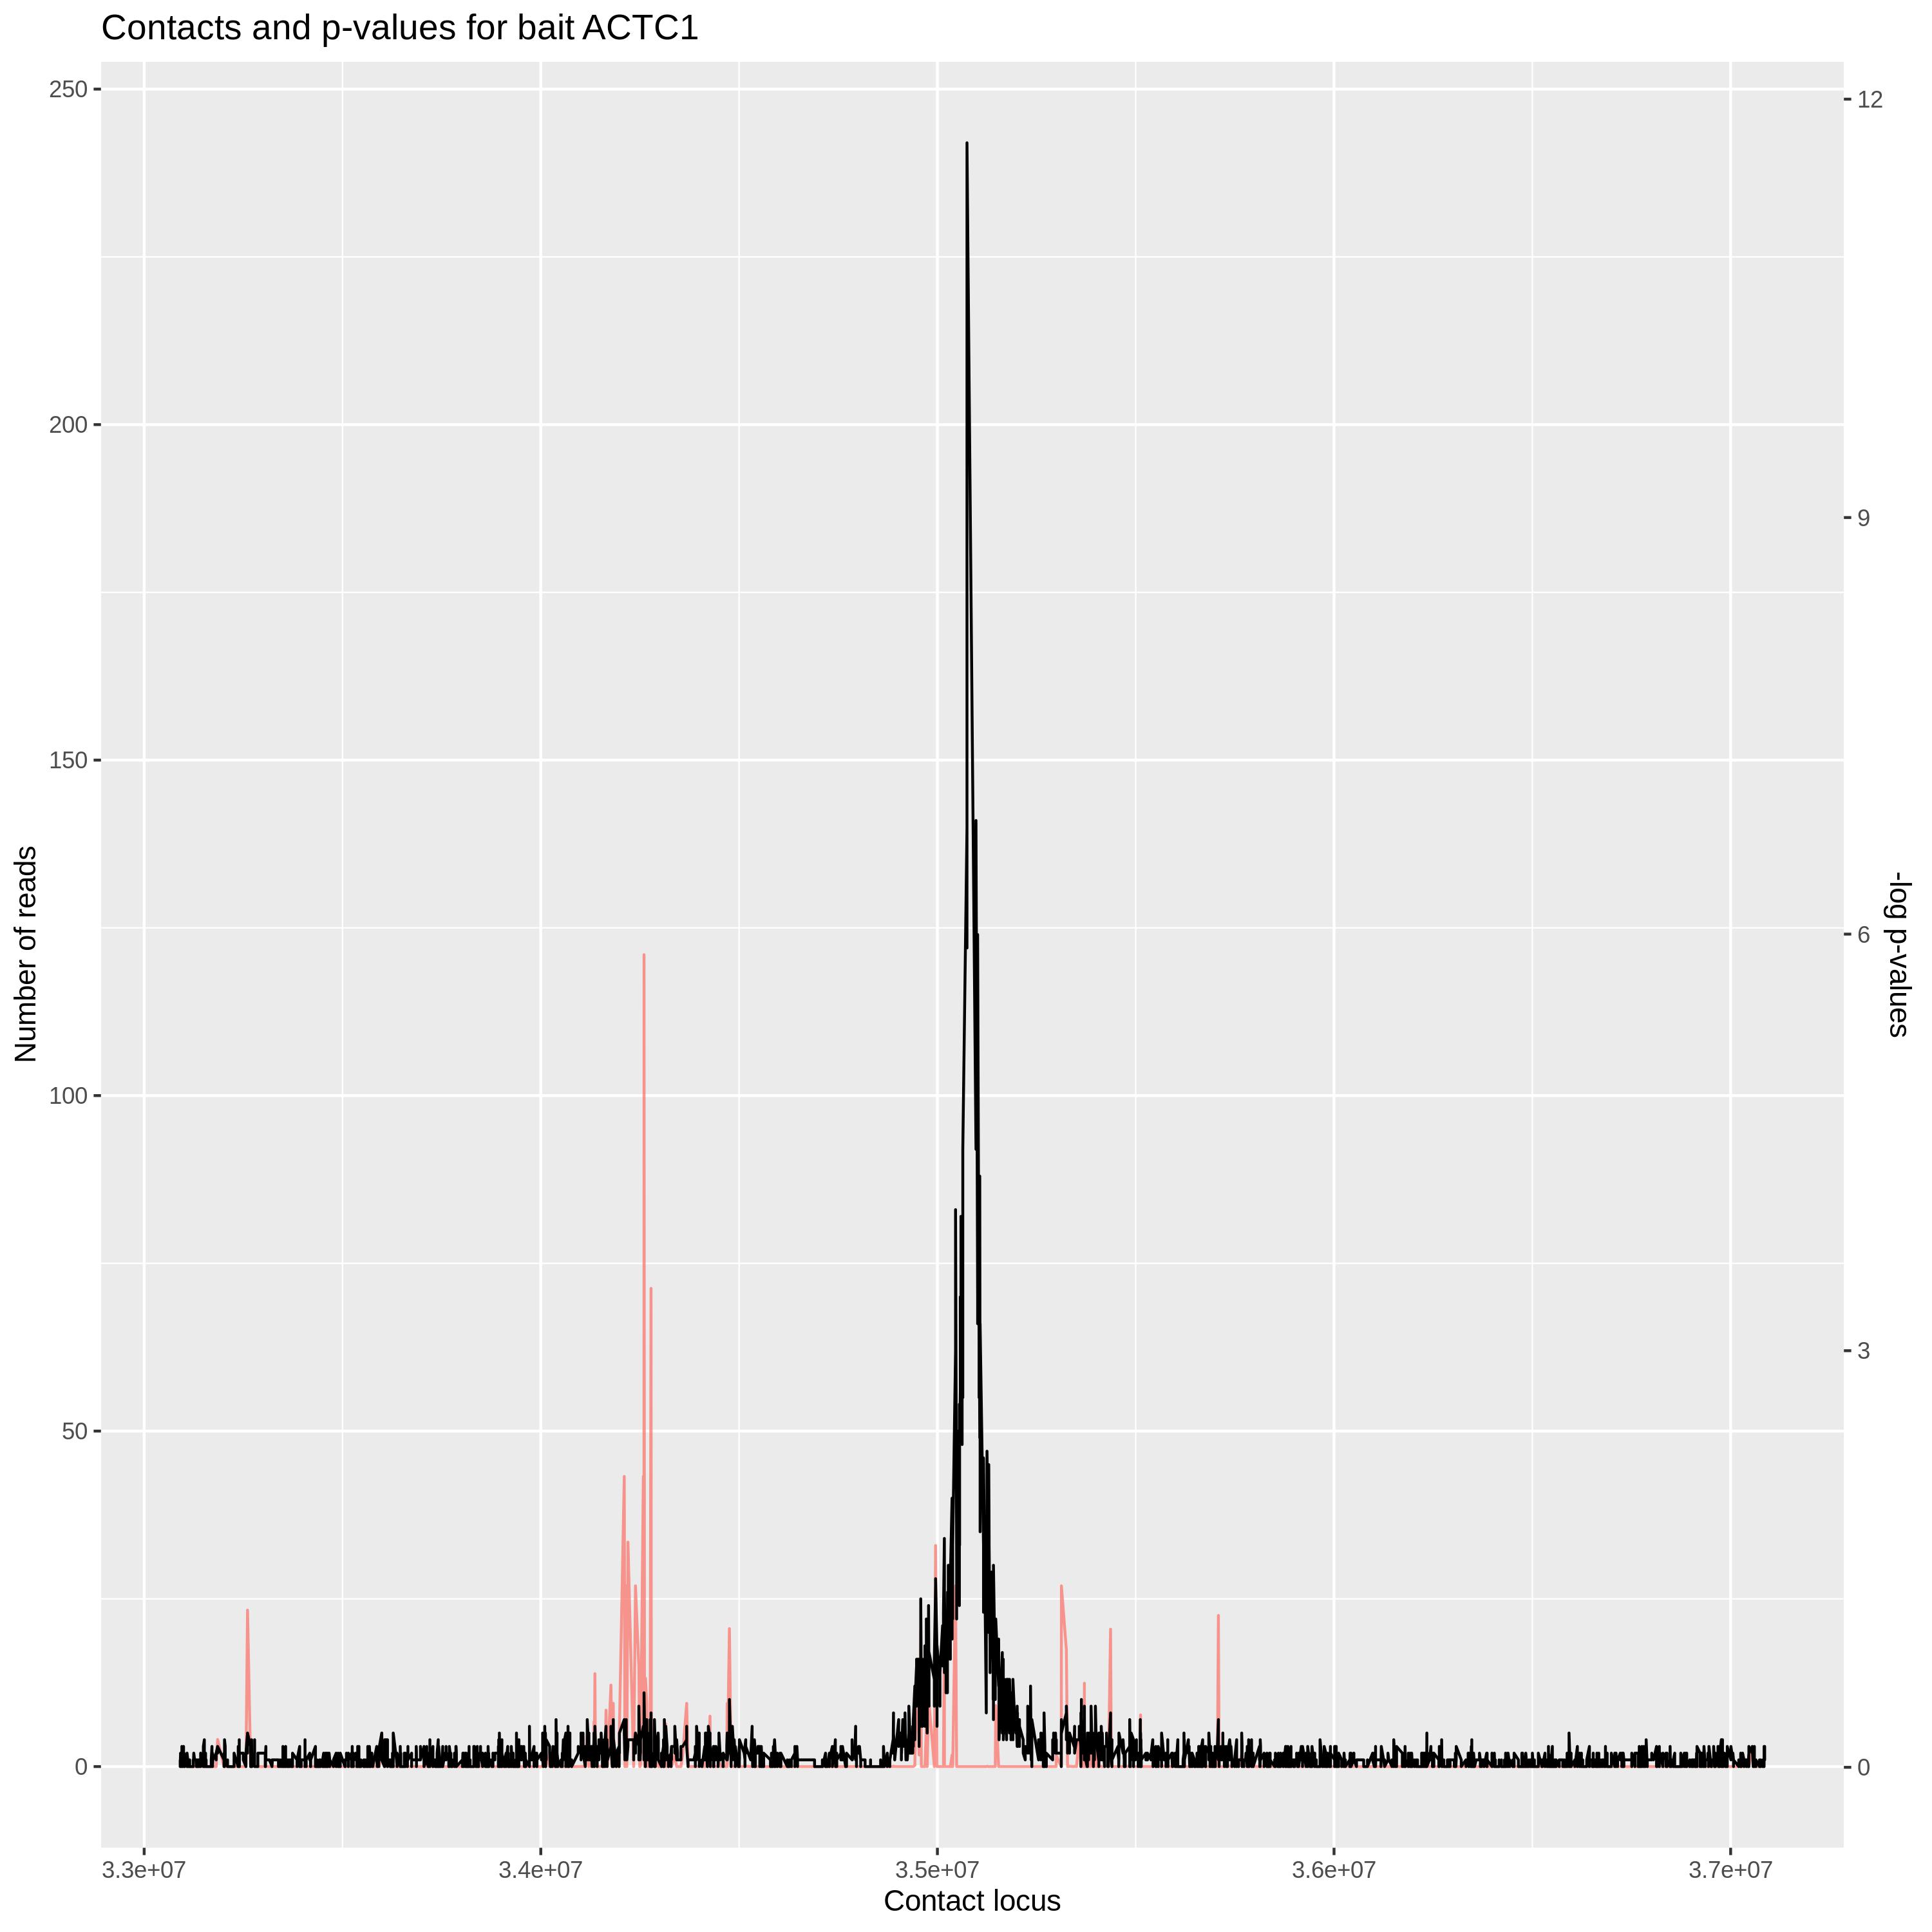 Contacts and p-values for bait ACTC1
250
200
150
100
50
0
12
9
6
3
0
Number of reads
-log p-values
3.3e+07 3.4e+07 3.5e+07 3.6e+07 3.7e+07
Contact locus